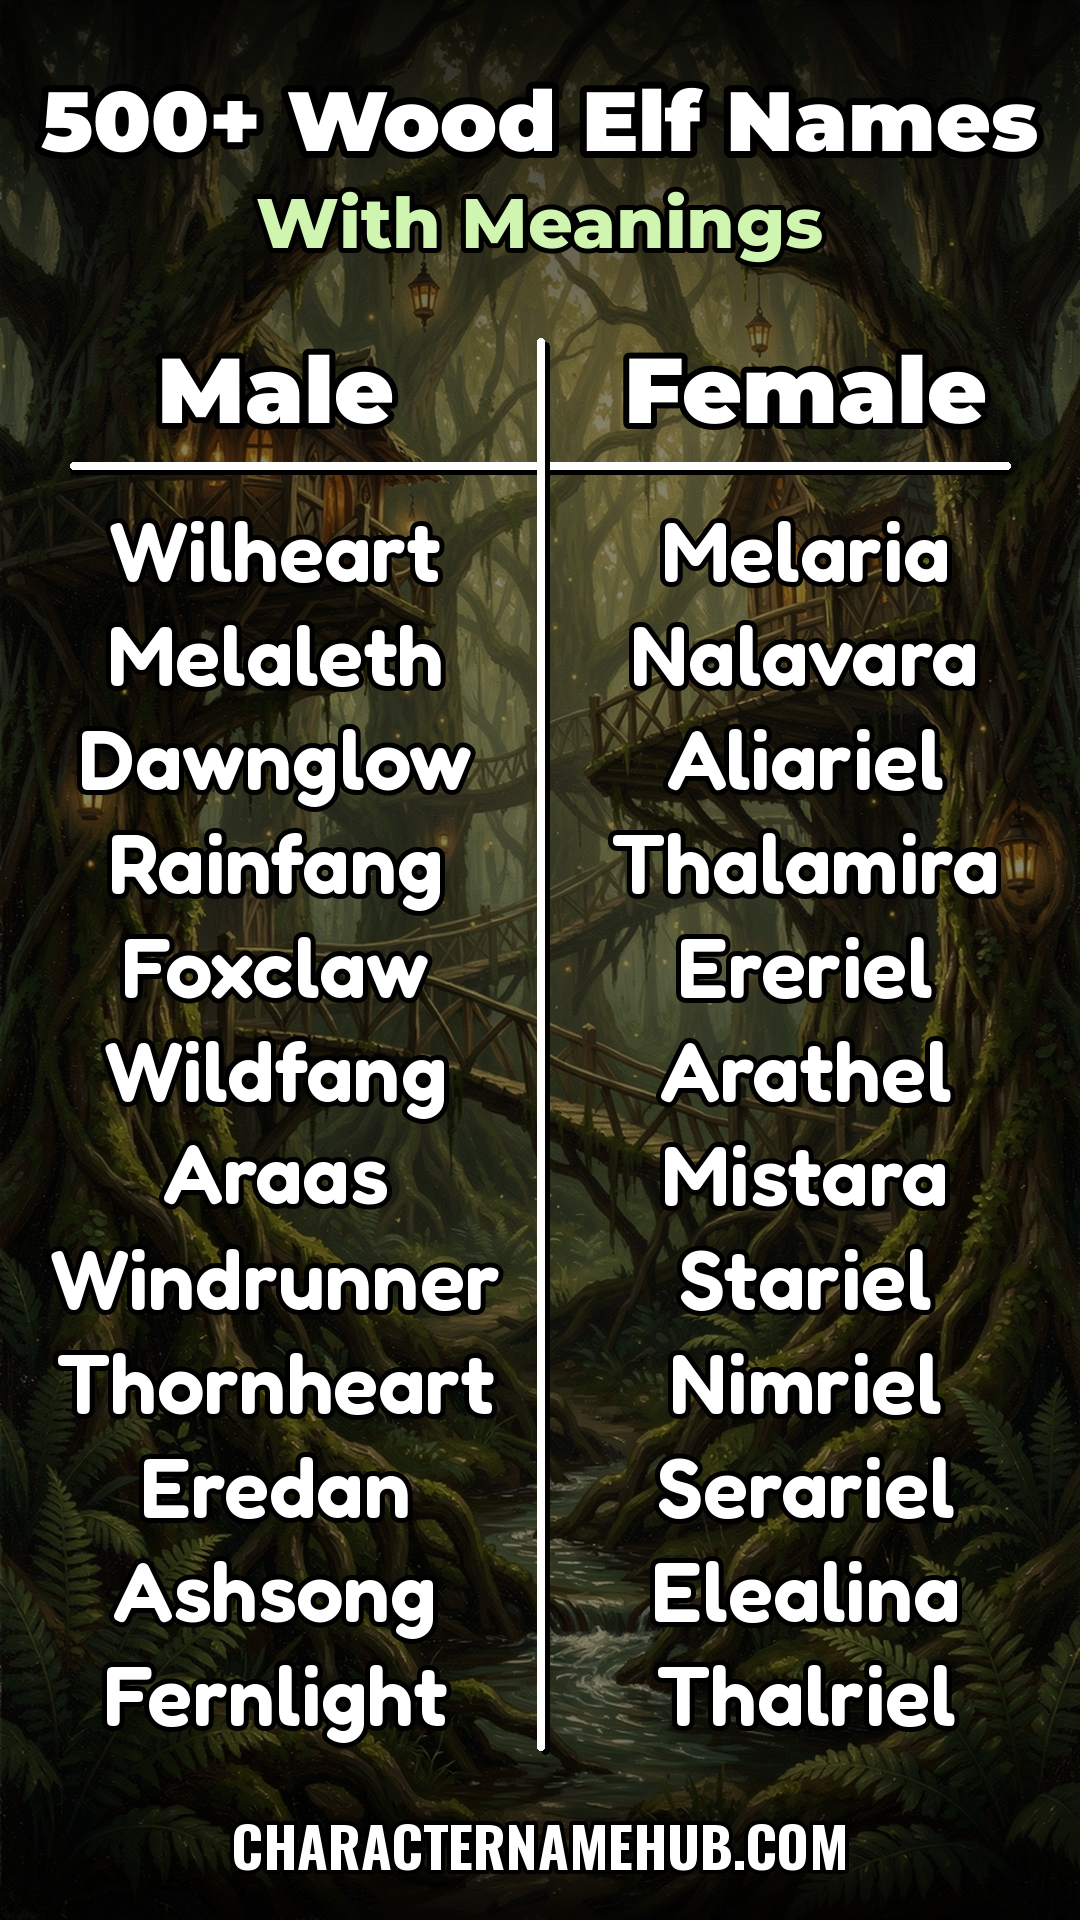 500+ Wood Elf Names
With Meanings
Male
Female
Wilheart
Melaria
Melaleth
Nalavara
Dawnglow
Aliariel
Rainfang
Thalamira
Foxclaw
Ereriel
Wildfang
Arathel
Araas
Mistara
Windrunner
Stariel
Thornheart
Nimriel
Eredan
Serariel
Ashsong
Elealina
Fernlight
Thalriel
CHARACTERNAMEHUB.COM